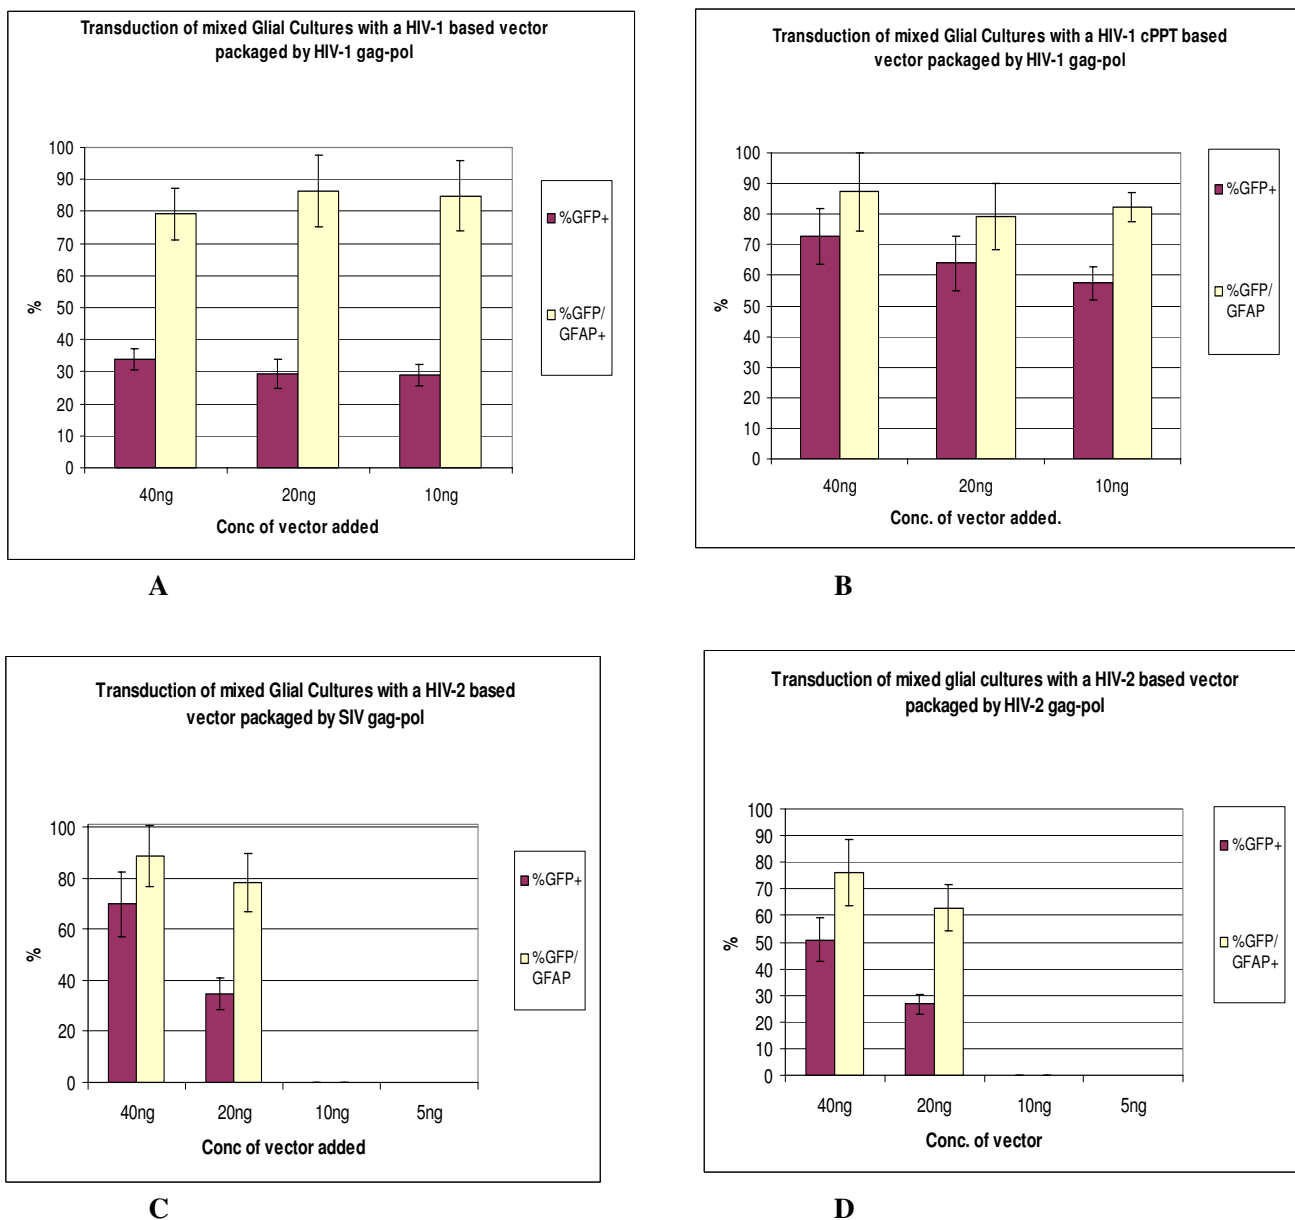 Transduction of mixed Glial Cultures with a HIV-1 based vector
packaged by HIV-1 gag-pol
100
90
80
70
60
50
40
30
20
10
0
%
40ng
20ng
10ng
Conc of vector added
%GFP+
%GFP/
GFAP+
A
Transduction of mixed Glial Cultures with a HIV-1 cPPT based
vector packaged by HIV-1 gag-pol
100
90
80
70
60
50
40
30
20
10
0
%
40ng
20ng
10ng
Conc. of vector added.
%GFP+
%GFP/
GFAP
B
Transduction of mixed Glial Cultures with a HIV-2 based
vector packaged by SIV gag-pol
100
80
60
40
20
0
%
40ng
20ng
10ng
5ng
Conc of vector added
%GFP+
%GFP/
GFAP
C
Transduction of mixed glial cultures with a HIV-2 based vector
packaged by HIV-2 gag-pol
100
90
80
70
60
50
40
30
20
10
0
%
40ng
20ng
10ng
5ng
Conc. of vector
%GFP+
%GFP/
GFAP+
D